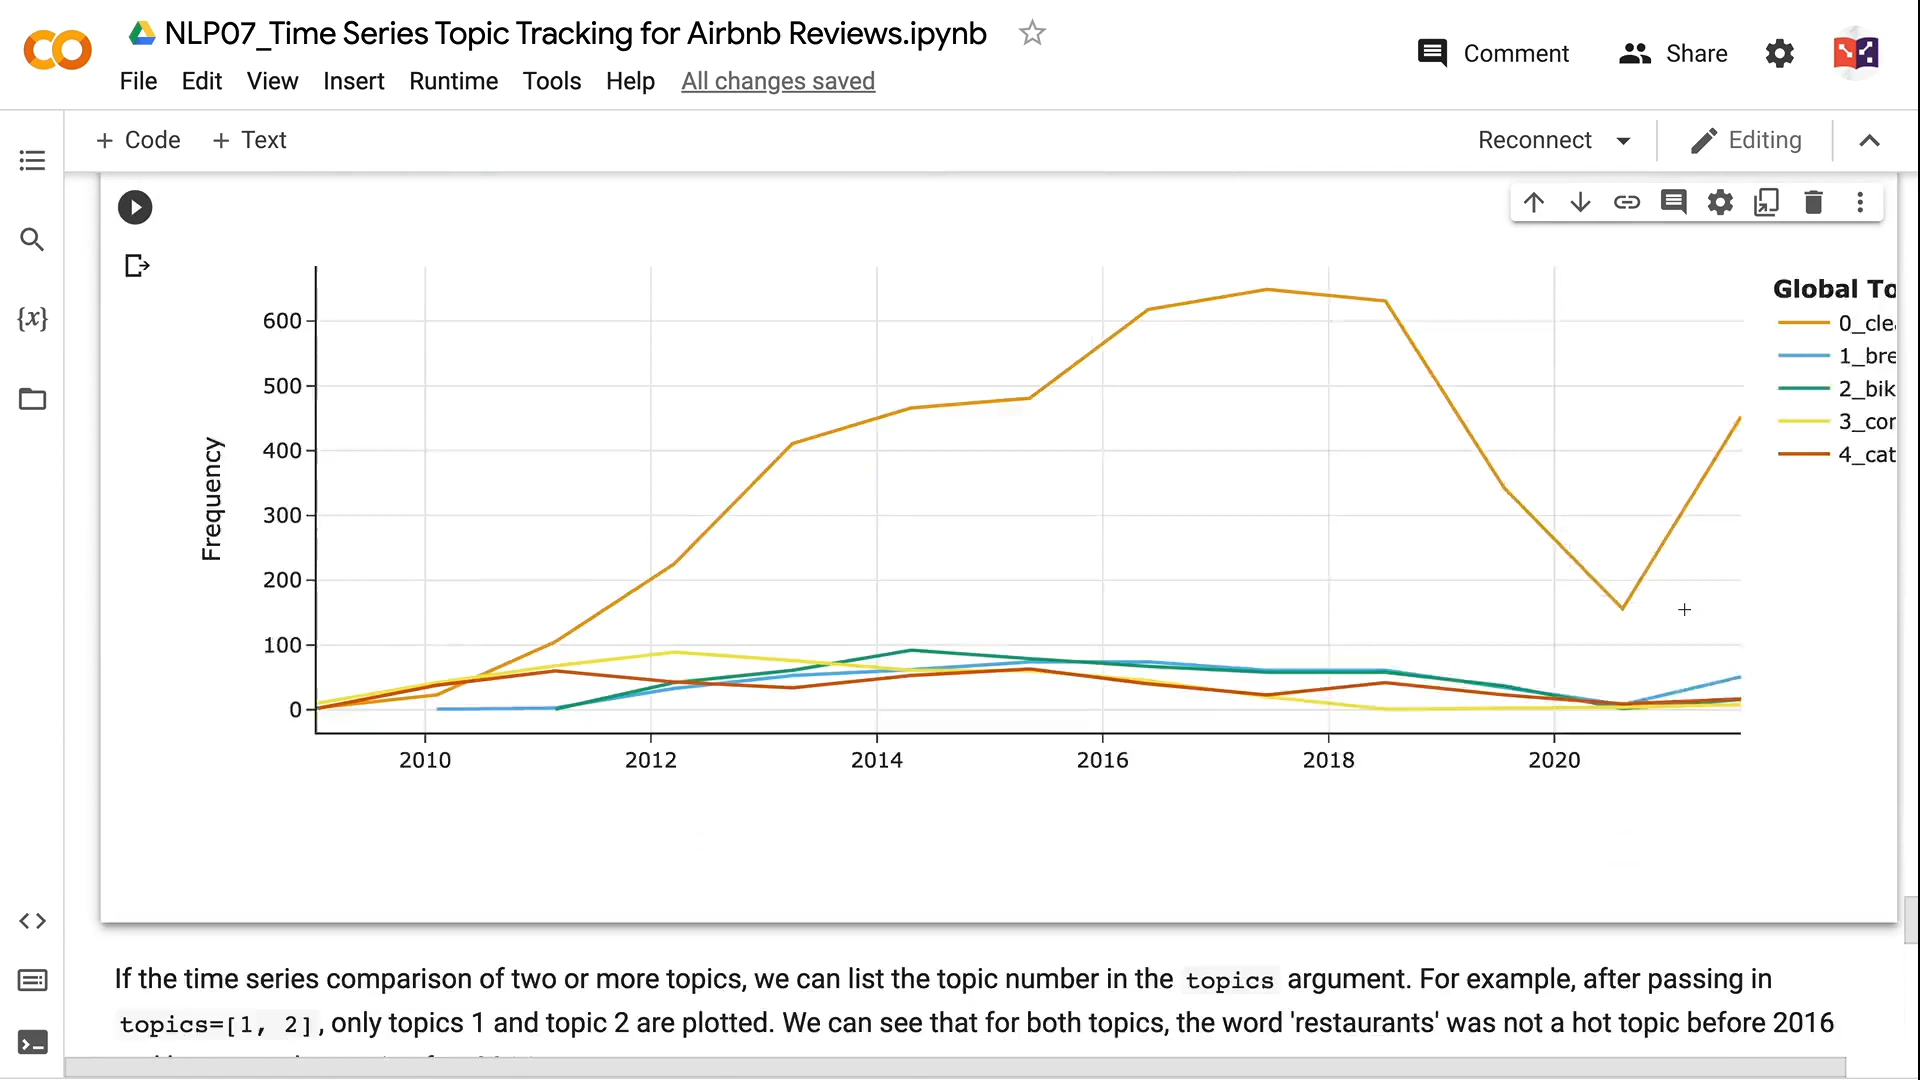 NLP07_Time Series Topic Tracking for Airbnb Reviews.ipynb
File Edit View Insert Runtime Tools Help All changes saved
Comment Share
+ Code + Text
Reconnect Editing
{x}
Global To
0_cle
1_bre
2_bik
3_cor
4_cat
600
500
400
300
200
100
0
Frequency
2010 2012 2014 2016 2018 2020
If the time series comparison of two or more topics, we can list the topic number in the topics argument. For example, after passing in
topics=[1, 2], only topics 1 and topic 2 are plotted. We can see that for both topics, the word 'restaurants' was not a hot topic before 2016